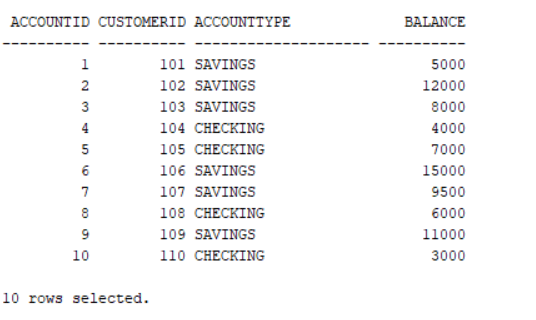 ACCOUNTID CUSTOMERID ACCOUNTTYPE BALANCE
---------- ---------- -------------------- ----------
1 101 SAVINGS 5000
2 102 SAVINGS 12000
3 103 SAVINGS 8000
4 104 CHECKING 4000
5 105 CHECKING 7000
6 106 SAVINGS 15000
7 107 SAVINGS 9500
8 108 CHECKING 6000
9 109 SAVINGS 11000
10 110 CHECKING 3000
10 rows selected.